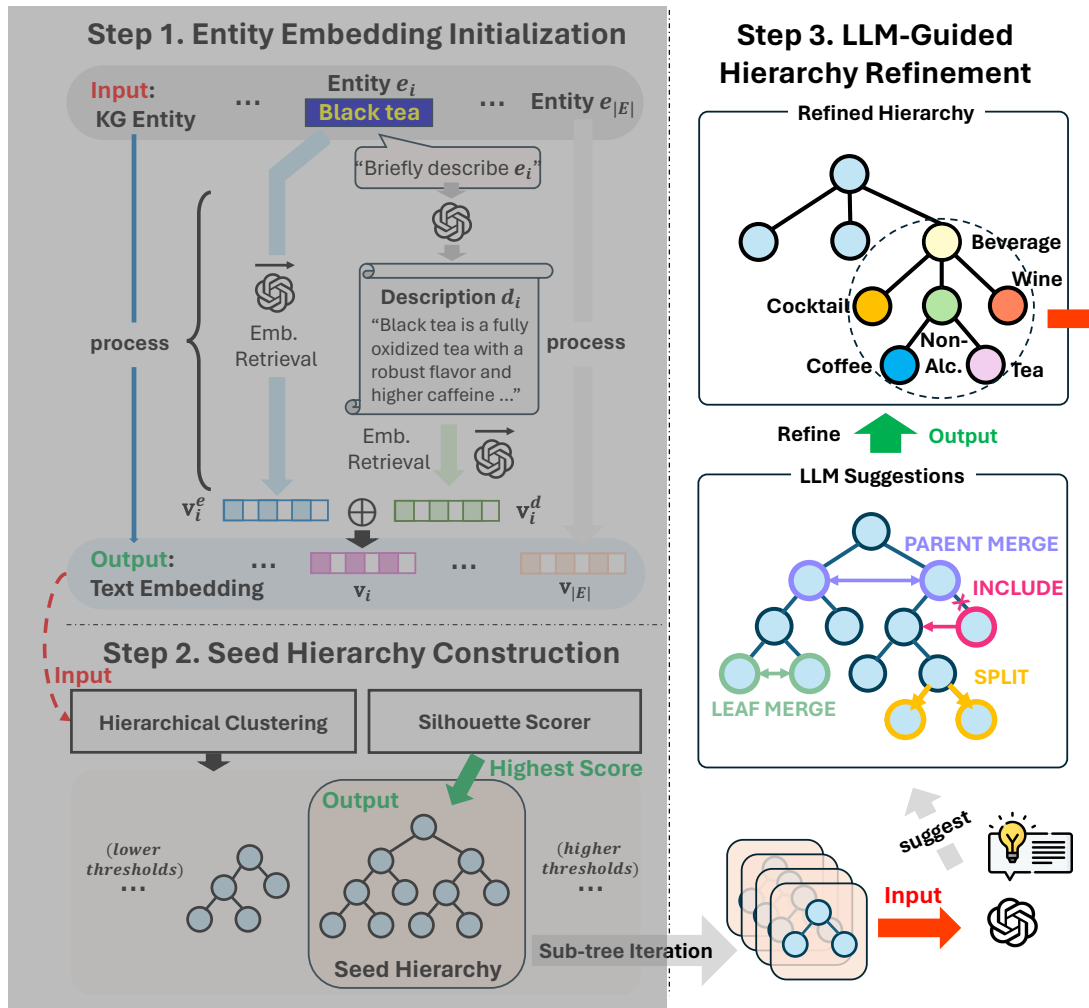 Step 1. Entity Embedding Initialization
Input:
KG Entity
...
Entity e_i
Black tea
...
Entity e_|E|
“Briefly describe e_i”
process
Emb.
Retrieval
Description d_i
“Black tea is a fully
oxidized tea with a
robust flavor and
higher caffeine ...”
process
Emb.
Retrieval
v_i^e
v_i^d
Output:
Text Embedding
...
v_i
...
v_|E|
Step 2. Seed Hierarchy Construction
Input
Hierarchical Clustering
Silhouette Scorer
Highest Score
Output
(lower
thresholds)
...
(higher
thresholds)
...
Seed Hierarchy
Sub-tree Iteration
Step 3. LLM-Guided
Hierarchy Refinement
Refined Hierarchy
Beverage
Wine
Cocktail
Non-
Alc.
Coffee
Tea
Refine
Output
LLM Suggestions
PARENT MERGE
INCLUDE
SPLIT
LEAF MERGE
suggest
Input